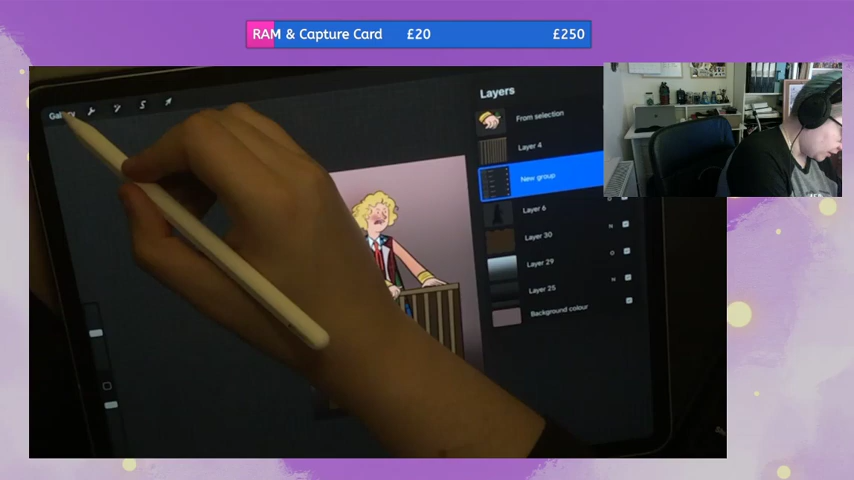 RAM & Capture Card £20 £250
Gallery
Layers
From selection
Layer 4
New group
Layer 6
Layer 30
N
Layer 29
O
Layer 25
N
Background colour